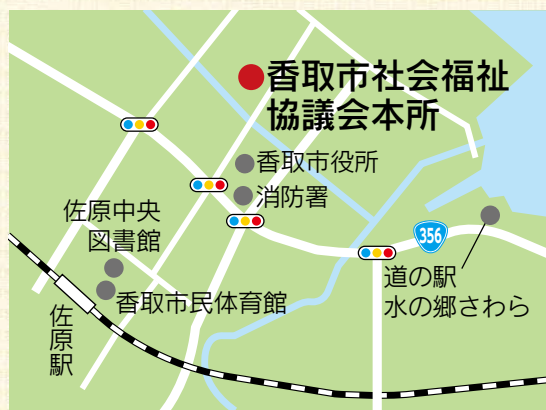 香取市社会福祉
協議会本所
香取市役所
消防署
佐原中央
図書館
356
道の駅
水の郷さわら
香取市民体育館
佐原駅